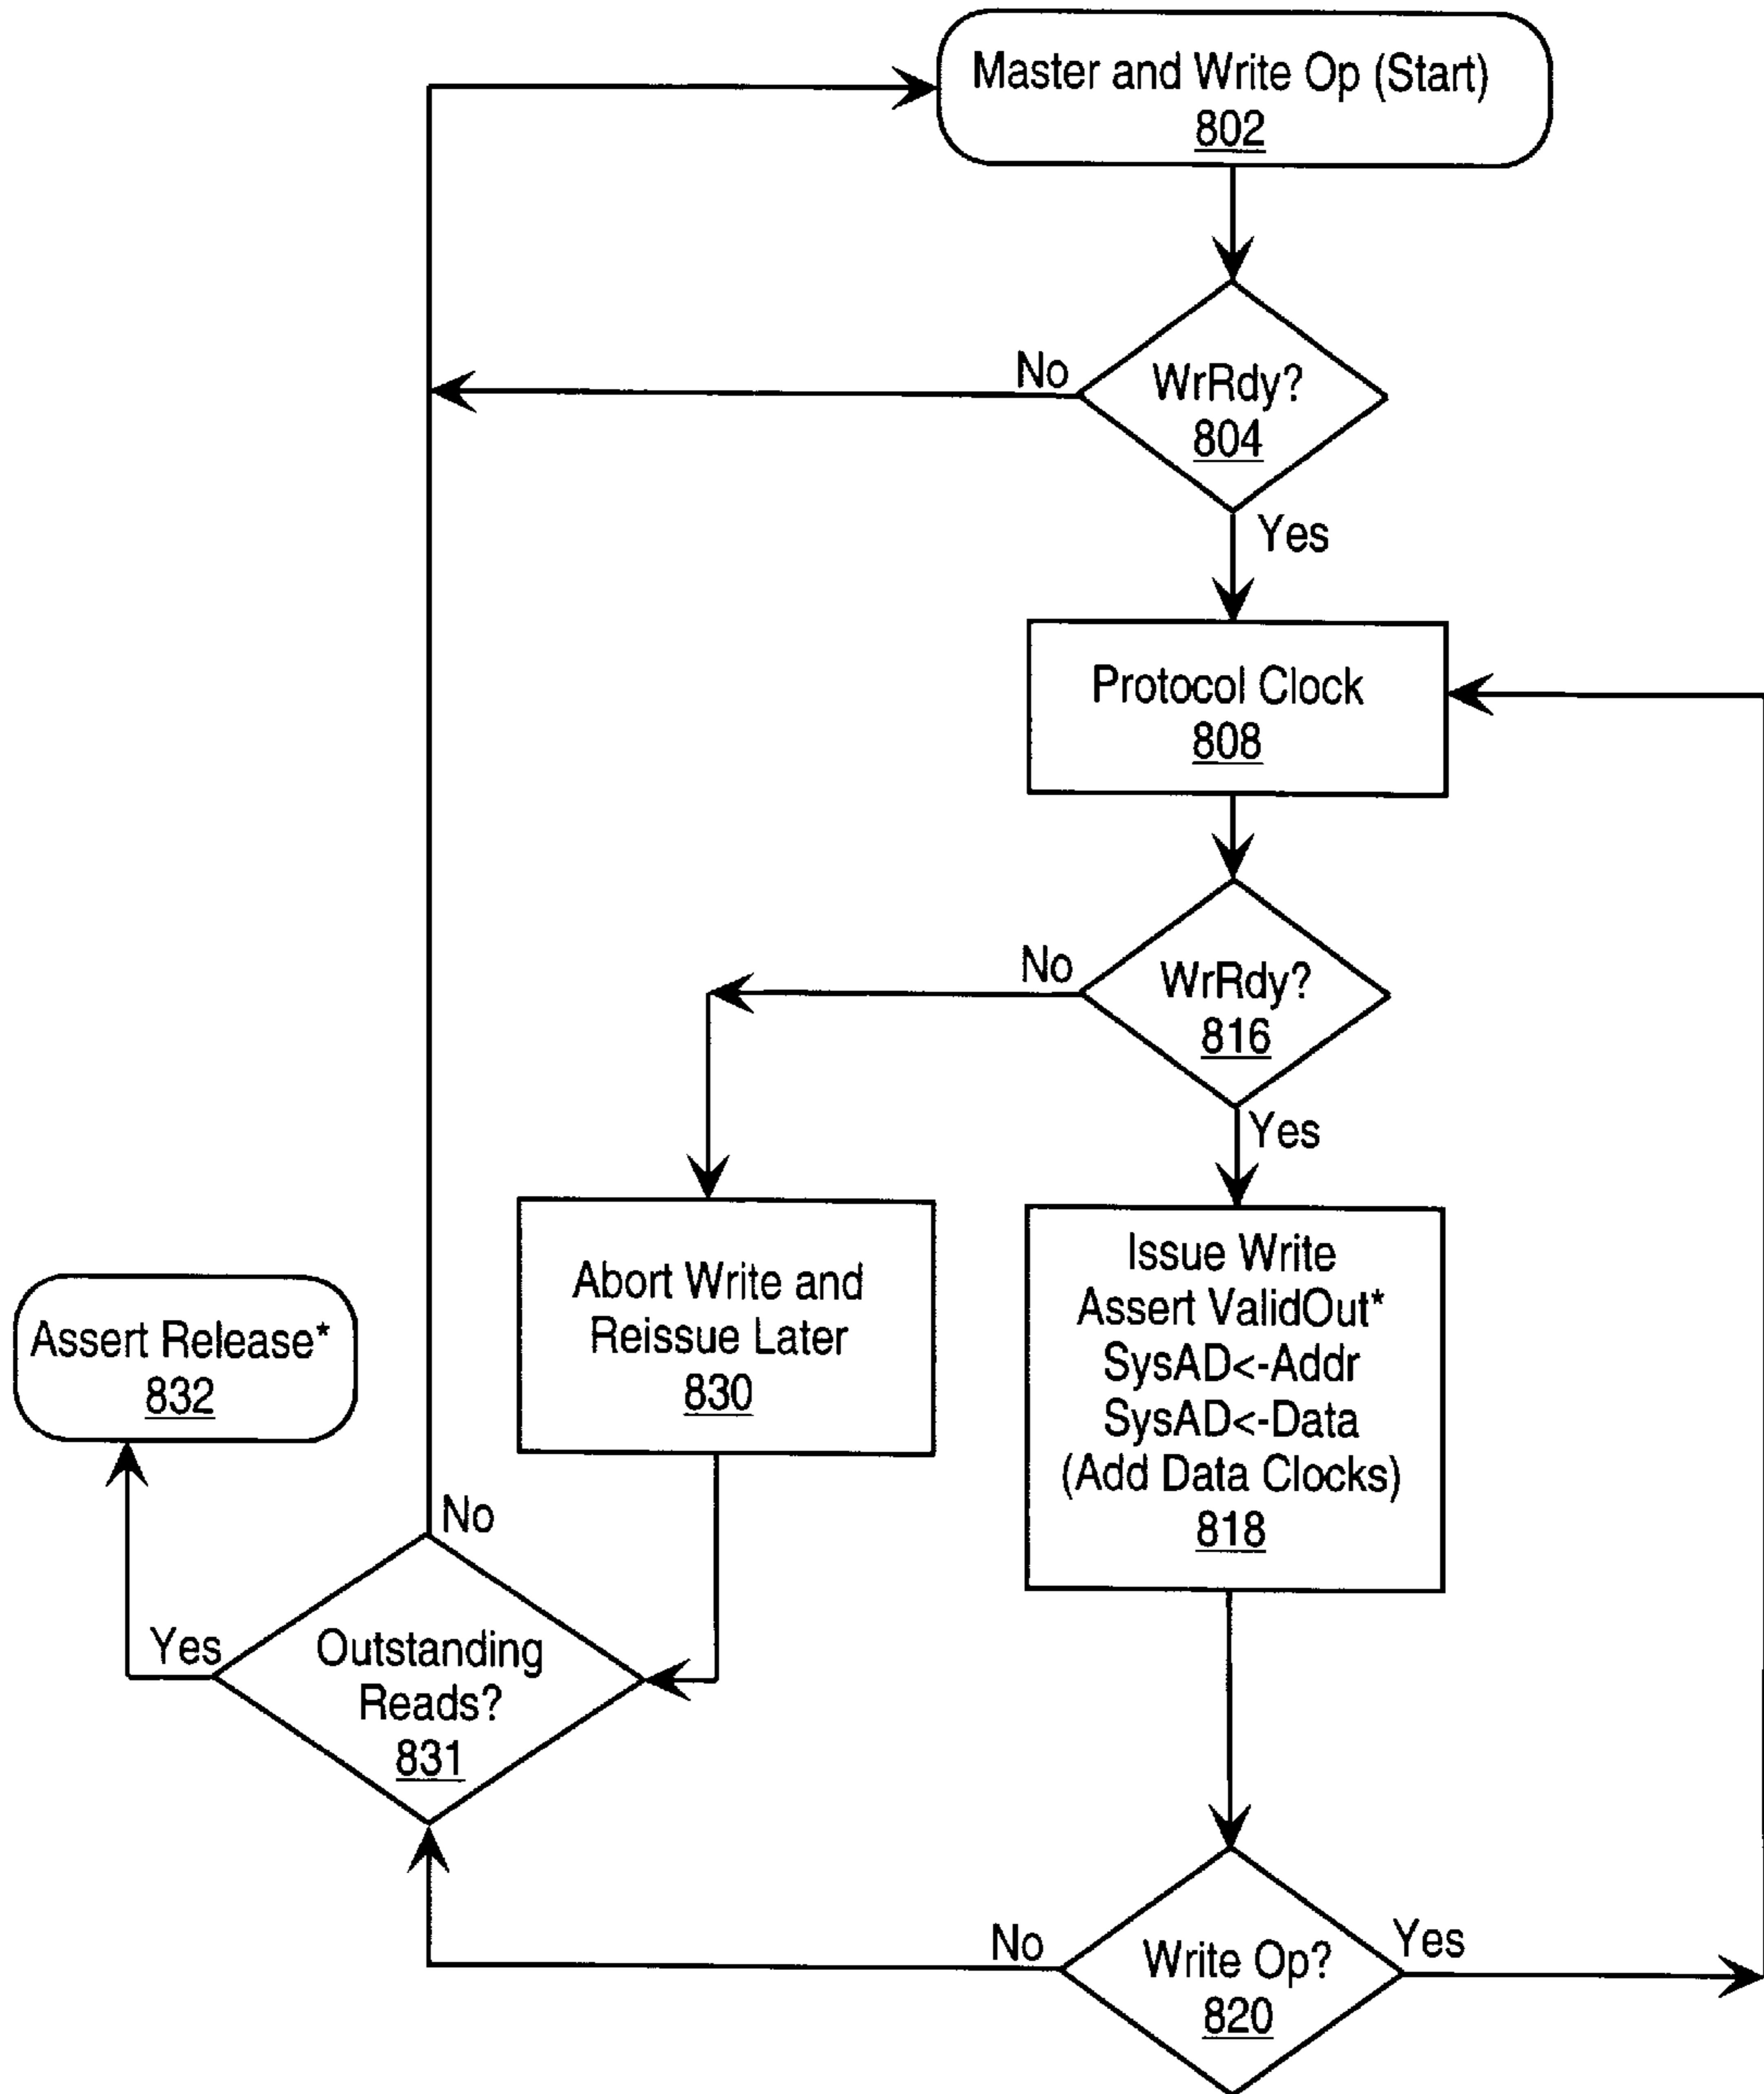 Master and Write Op (Start)
802
No
WrRdy?
804
Yes
Protocol Clock
808
No
WrRdy?
816
Yes
Issue Write
Assert ValidOut*
SysAD<-Addr
SysAD<-Data
(Add Data Clocks)
818
Abort Write and
Reissue Later
830
Assert Release*
832
No
Yes
Outstanding
Reads?
831
No
Write Op?
820
Yes